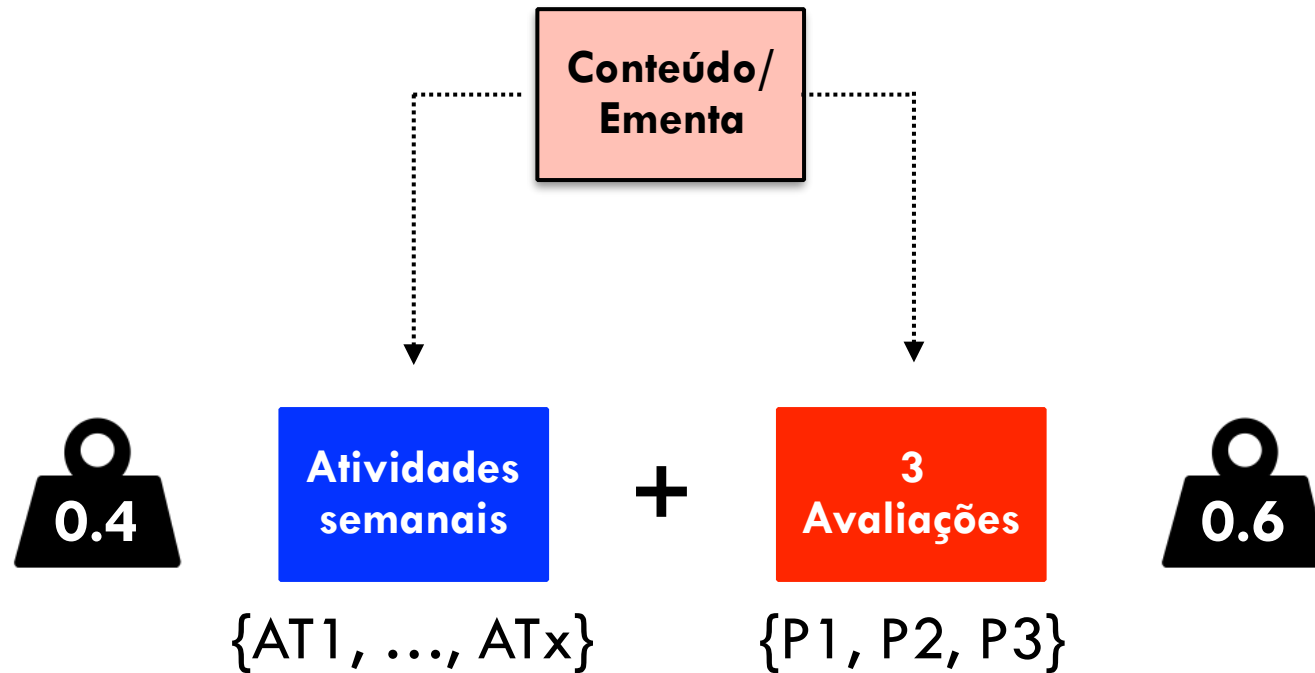 Conteúdo/
Ementa
0.4
Atividades
semanais
+
3
Avaliações
0.6
{AT1, ..., ATx}
{P1, P2, P3}